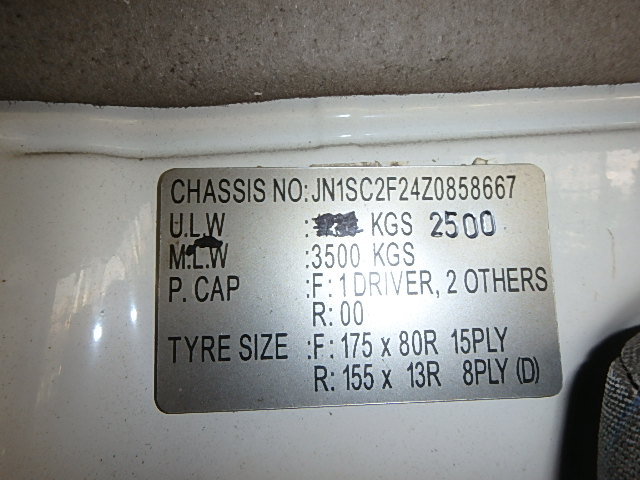 CHASSIS NO:JN1SC2F24Z0858667
U.L.W : KGS 2500
M.L.W :3500 KGS
P. CAP :F: 1 DRIVER, 2 OTHERS
R: 00
TYRE SIZE :F: 175 x 80R 15PLY
R: 155 x 13R 8PLY (D)